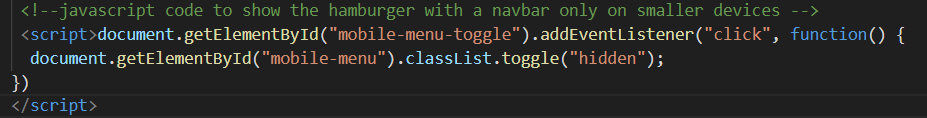 <!--javascript code to show the hamburger with a navbar only on smaller devices -->
<script>document.getElementById("mobile-menu-toggle").addEventListener("click", function() {
document.getElementById("mobile-menu").classList.toggle("hidden");
})
</script>